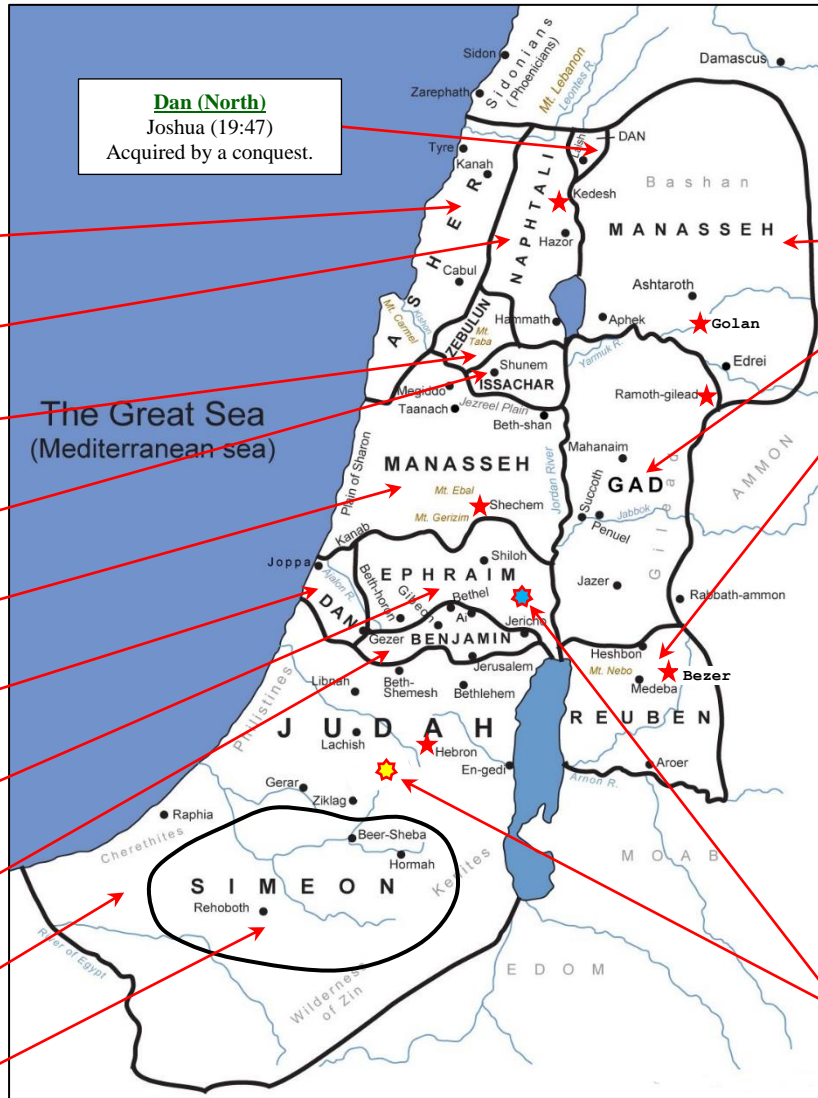 Dan (North)
Joshua (19:47)
Acquired by a conquest.
Sidon
Sidonians
(Phoenicians)
Mt. Lebanon
Leontes R.
Damascus
Zarephath
Tyre
Kanah
DAN
Laish
Bashan
ASHER
NAPHTALI
Kedesh
MANASSEH
Hazor
Cabul
Ashtaroth
Mt. Carmel
Kishon
ZEBULUN
Hammath
Aphek
Golan
Mt.
Taba
Yarmuk R.
Edrei
Shunem
ISSACHAR
Megiddo
Ramoth-gilead
Taanach
Jezreel Plain
Beth-shan
The Great Sea
(Mediterranean sea)
Plain of Sharon
MANASSEH
Mahanaim
GAD
AMMON
Mt. Ebal
Shechem
Jordan River
Succoth
Mt. Gerizim
Penuel
Jabbok
Gilead
Kanab
Joppa
Shiloh
EPHRAIM
Ajalon R.
Beth-horon
Gibeon
Bethel
Ai
Jazer
Rabbath-ammon
DAN
Gezer
BENJAMIN
Jericho
Heshbon
Jerusalem
Mt. Nebo
Bezer
Libnah
Beth-
Shemesh
Bethlehem
Medeba
Philistines
JUDAH
REUBEN
Lachish
Hebron
En-gedi
Aroer
Arnon R.
Gerar
Ziklag
Raphia
Cherethites
Beer-Sheba
Hormah
MOAB
Kenites
SIMEON
Rehoboth
River of Egypt
Wilderness
of Zin
EDOM